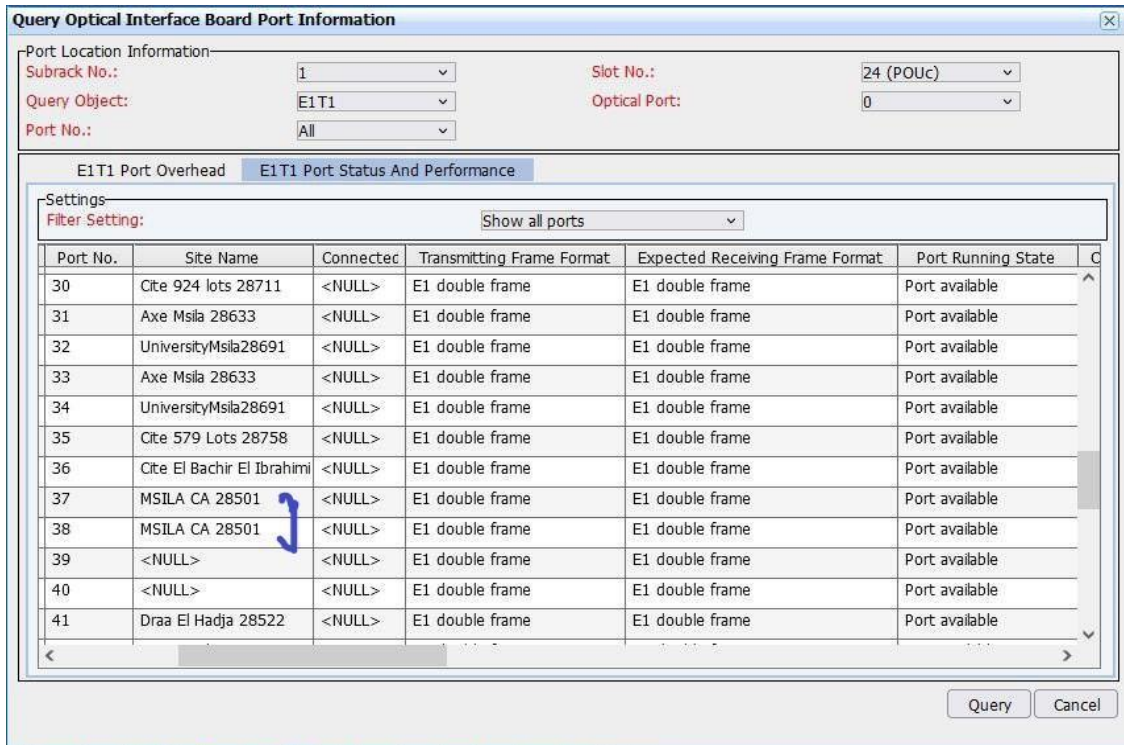 Query Optical Interface Board Port Information
Port Location Information
Subrack No.: 1 Slot No.: 24 (POUc)
Query Object: E1T1 Optical Port: 0
Port No.: All
E1T1 Port Overhead E1T1 Port Status And Performance
Settings
Filter Setting: Show all ports
Port No. Site Name Connected Transmitting Frame Format Expected Receiving Frame Format Port Running State C
30 Cite 924 lots 28711 <NULL> E1 double frame E1 double frame Port available
31 Axe Msila 28633 <NULL> E1 double frame E1 double frame Port available
32 UniversityMsila28691 <NULL> E1 double frame E1 double frame Port available
33 Axe Msila 28633 <NULL> E1 double frame E1 double frame Port available
34 UniversityMsila28691 <NULL> E1 double frame E1 double frame Port available
35 Cite 579 Lots 28758 <NULL> E1 double frame E1 double frame Port available
36 Cite El Bachir El Ibrahimi <NULL> E1 double frame E1 double frame Port available
37 MSILA CA 28501 <NULL> E1 double frame E1 double frame Port available
38 MSILA CA 28501 <NULL> E1 double frame E1 double frame Port available
39 <NULL> <NULL> E1 double frame E1 double frame Port available
40 <NULL> <NULL> E1 double frame E1 double frame Port available
41 Draa El Hadja 28522 <NULL> E1 double frame E1 double frame Port available
Query Cancel